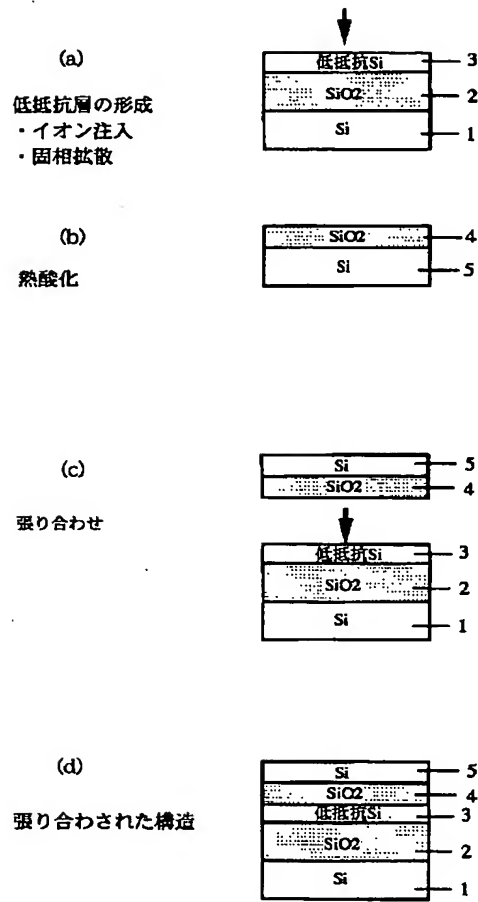 (a)
低抵抗層の形成
・イオン注入
・固相拡散
低抵抗Si 3
SiO2 2
Si 1
(b)
熱酸化
SiO2 4
Si 5
(c)
張り合わせ
Si 5
SiO2 4
低抵抗Si 3
SiO2 2
Si 1
(d)
張り合わされた構造
Si 5
SiO2 4
低抵抗Si 3
SiO2 2
Si 1